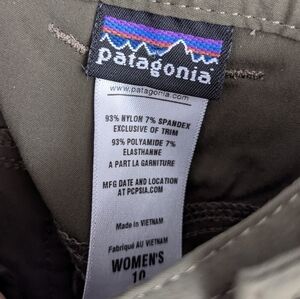 patagonia
www.patagonia.com
93% NYLON 7% SPANDEX
EXCLUSIVE OF TRIM
93% POLYAMIDE 7%
ELASTHANNE
A PART LA GARNITURE
MFG DATE AND LOCATION
AT PCPSIA.COM
Made in VIETNAM
Fabriqué AU VIETNAM
WOMEN'S
10